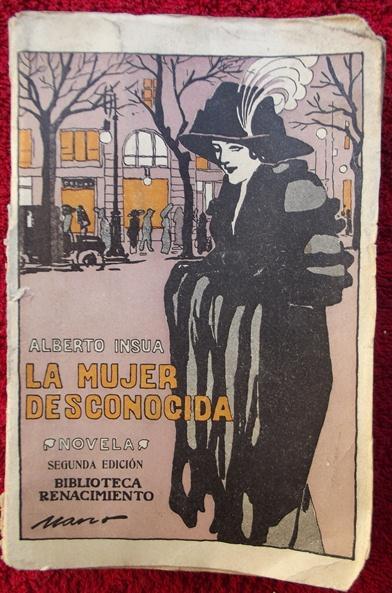 ALBERTO INSUA
LA MUJER
DESCONOCIDA
NOVELA
SEGUNDA EDICIÓN
BIBLIOTECA
RENACIMIENTO